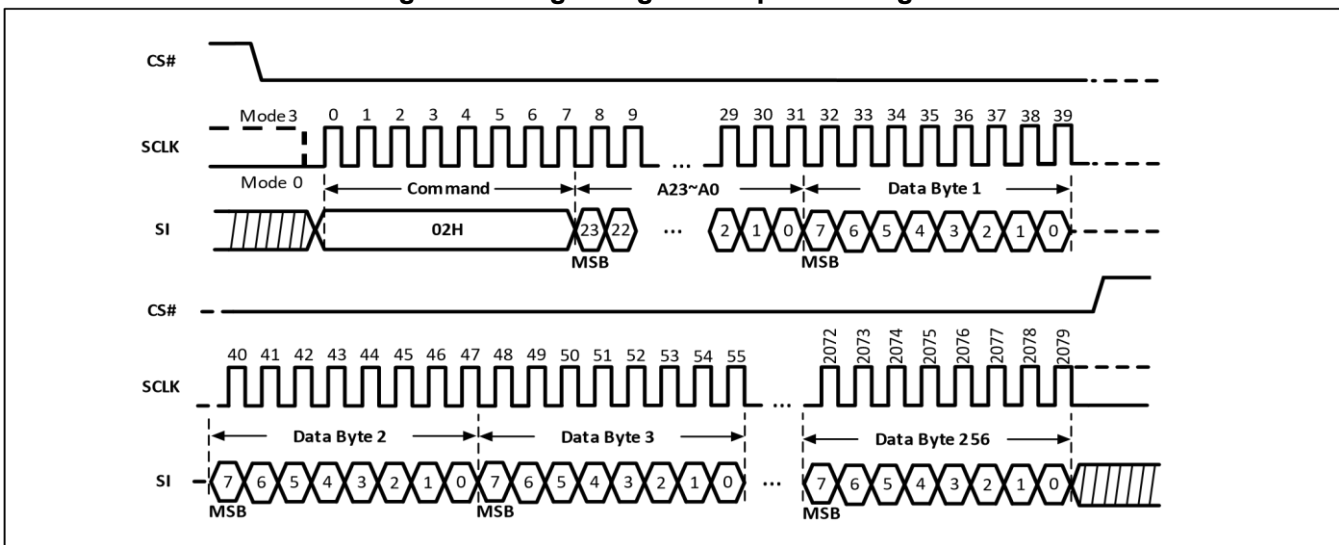 CS#
Mode 3 0 1 2 3 4 5 6 7 8 9 29 30 31 32 33 34 35 36 37 38 39
SCLK ...
Mode 0 Command A23~A0 Data Byte 1
SI 02H 23 22 ... 2 1 0 7 6 5 4 3 2 1 0
MSB MSB
CS#
40 41 42 43 44 45 46 47 48 49 50 51 52 53 54 55 2072 2073 2074 2075 2076 2077 2078 2079
SCLK ...
Data Byte 2 Data Byte 3 Data Byte 256
SI 7 6 5 4 3 2 1 0 7 6 5 4 3 2 1 0 ... 7 6 5 4 3 2 1 0
MSB MSB MSB